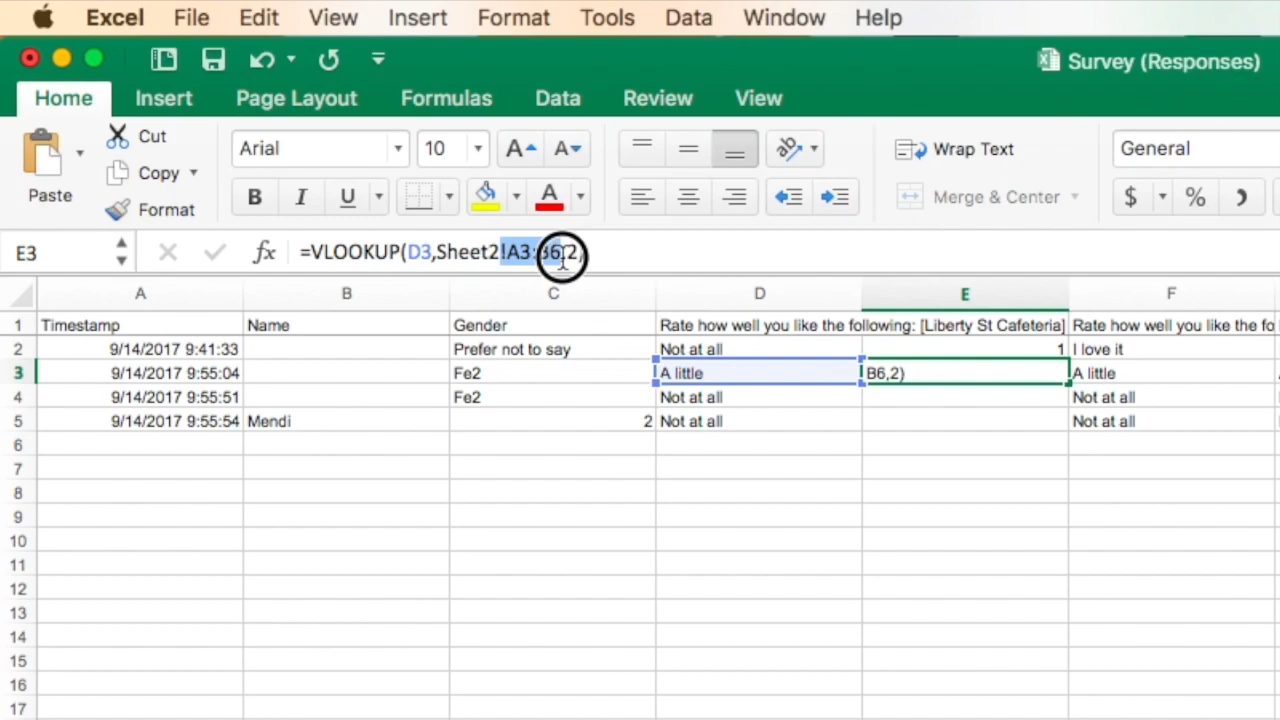 Excel File Edit View Insert Format Tools Data Window Help
Survey (Responses)
Home Insert Page Layout Formulas Data Review View
Paste
Cut
Copy
Format
Arial 10 A A
B I U A
Wrap Text
Merge & Center
General
$ %
E3 fx =VLOOKUP(D3,Sheet2!A3:B6,2)
A B C D E F
1 Timestamp Name Gender Rate how well you like the following: [Liberty St Cafeteria] Rate how well you like the fo
2 9/14/2017 9:41:33 Prefer not to say Not at all 1 I love it
3 9/14/2017 9:55:04 Fe2 A little B6,2) A little
4 9/14/2017 9:55:51 Fe2 Not at all Not at all
5 9/14/2017 9:55:54 Mendi 2 Not at all Not at all
6
7
8
9
10
11
12
13
14
15
16
17